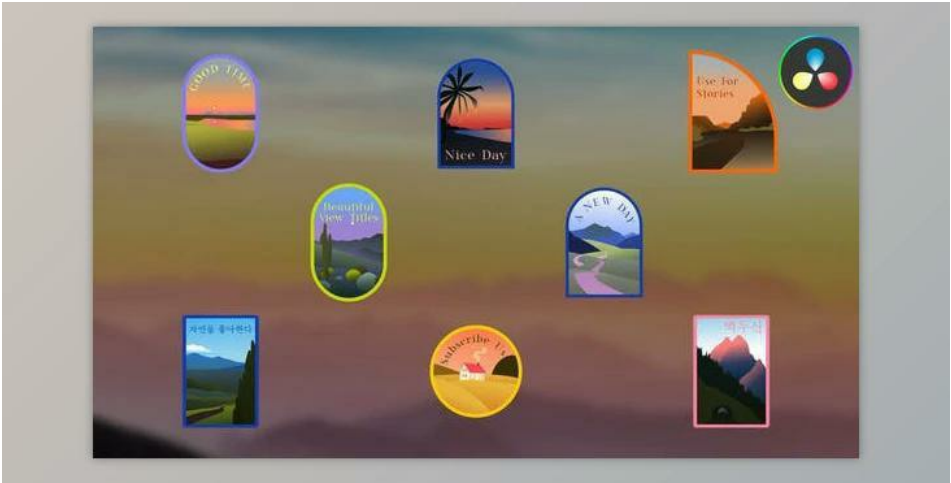 GOOD TIME
Nice Day
Use For
Stories
Beautiful
View Titles
A NEW DAY
자연을 좋아한다
Subscribe Us
백두산